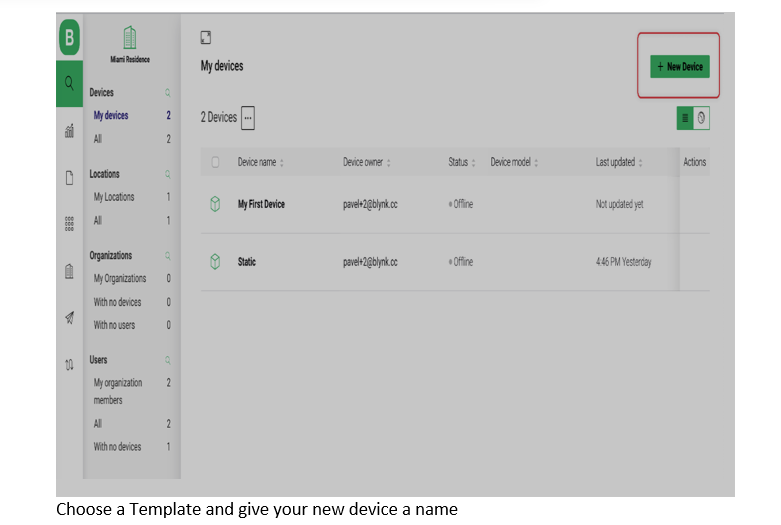 B
Miami Residence
My devices
+ New Device
Devices
My devices 2
All 2
2 Devices ...
Device name Device owner Status Device model Last updated Actions
Locations
My Locations 1
All 1
My First Device pavel+2@blynk.cc Offline Not updated yet
Organizations
My Organizations 0
With no devices 0
With no users 0
Static pavel+2@blynk.cc Offline 4:46 PM Yesterday
Users
My organization members 2
All 2
With no devices 1
Choose a Template and give your new device a name